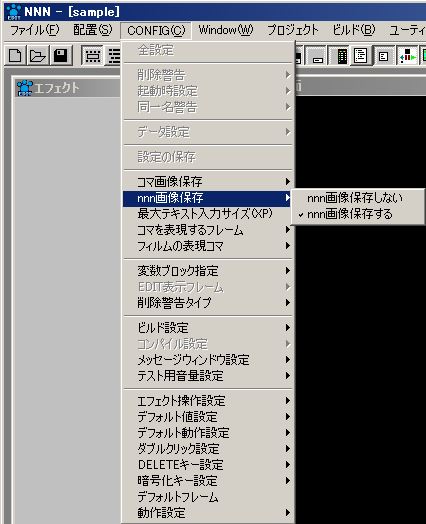 NNN - [sample]
ファイル(F) 配置(S) CONFIG(C) Window(W) プロジェクト ビルド(B) ユーティ
エフェクト
全設定
削除警告
起動時設定
同一名警告
データ設定
設定の保存
コマ画像保存
nnn画像保存
nnn画像保存しない
nnn画像保存する
最大テキスト入力サイズ(XP)
コマを表現するフレーム
フィルムの表現コマ
変数ブロック指定
EDIT表示フレーム
削除警告タイプ
ビルド設定
コンパイル設定
メッセージウィンドウ設定
テスト用音量設定
エフェクト操作設定
デフォルト値設定
デフォルト動作設定
ダブルクリック設定
DELETEキー設定
暗号化キー設定
デフォルトフレーム
動作設定